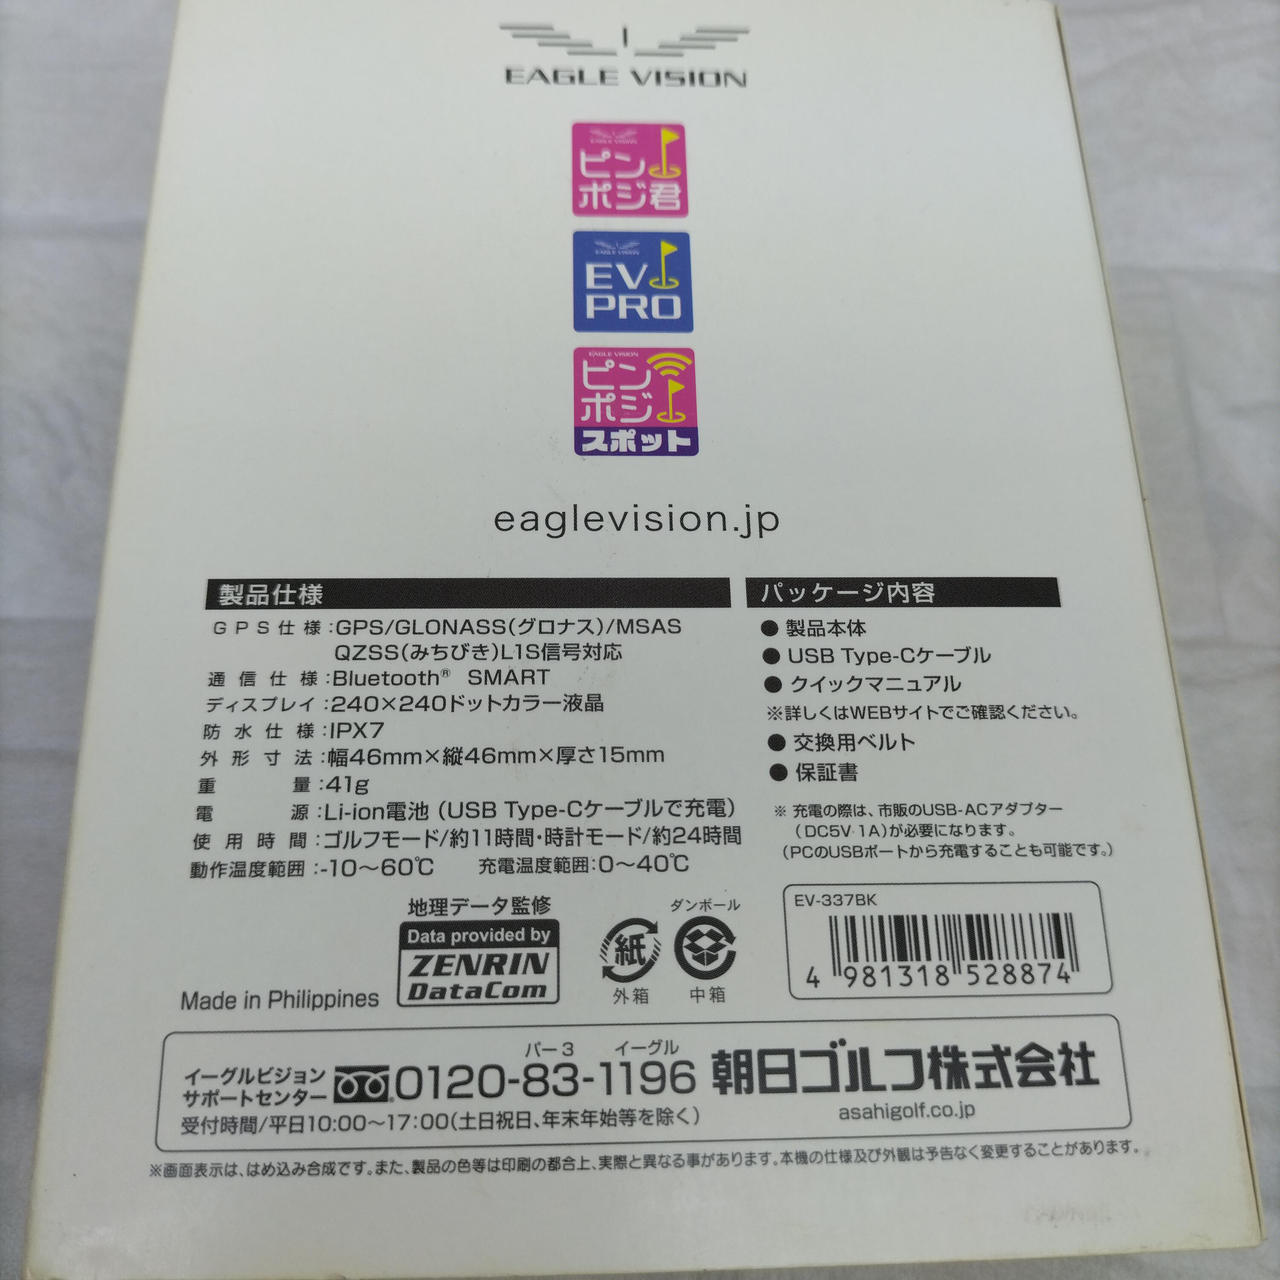 EAGLE VISION
EAGLE VISION
ピン
ポジ君
EAGLE VISION
EV
PRO
EAGLE VISION
ピン
ポジ
スポット
eaglevision.jp
製品仕様
GPS仕様:GPS/GLONASS(グロナス)/MSAS
QZSS(みちびき)L1S信号対応
通信仕様:Bluetooth® SMART
ディスプレイ:240×240ドットカラー液晶
防水仕様:IPX7
外形寸法:幅46mm×縦46mm×厚さ15mm
重量:41g
電源:Li-ion電池(USB Type-Cケーブルで充電)
使用時間:ゴルフモード/約11時間・時計モード/約24時間
動作温度範囲:-10~60℃ 充電温度範囲:0~40℃
パッケージ内容
● 製品本体
● USB Type-Cケーブル
● クイックマニュアル
※詳しくはWEBサイトでご確認ください。
● 交換用ベルト
● 保証書
※ 充電の際は、市販のUSB-ACアダプター
(DC5V 1A)が必要になります。
(PCのUSBポートから充電することも可能です。)
地理データ監修
Data provided by
ZENRIN
DataCom
Made in Philippines
紙
外箱
ダンボール
中箱
EV-337BK
4 981318 528874
イーグルビジョン
サポートセンター
パー3 イーグル
0120-83-1196
受付時間/平日10:00~17:00(土日祝日、年末年始等を除く)
朝日ゴルフ株式会社
asahigolf.co.jp
※画面表示は、はめ込み合成です。また、製品の色等は印刷の都合上、実際と異なる事があります。本機の仕様及び外観は予告なく変更することがあります。